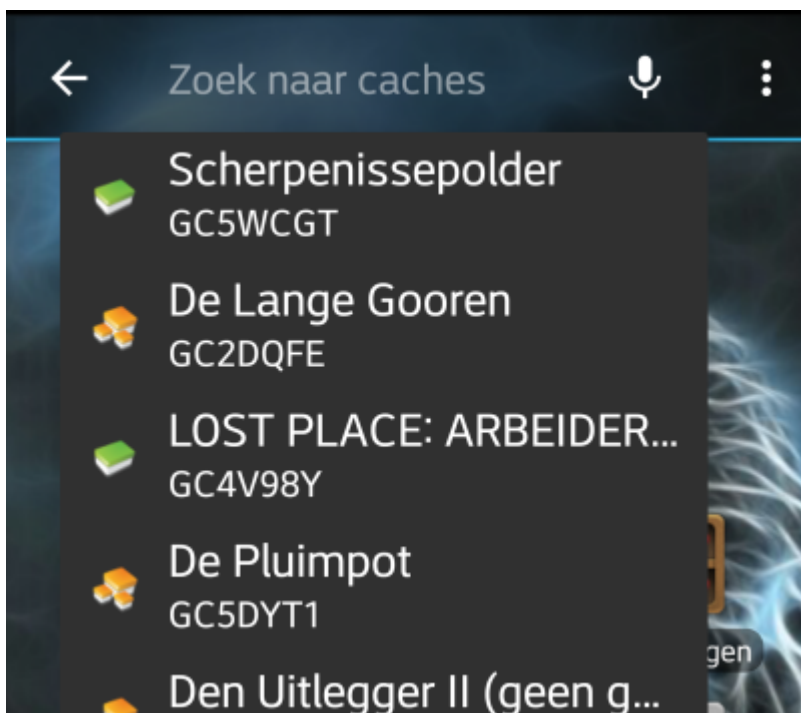 Zoek naar caches
Scherpenissepolder
GC5WCGT
De Lange Gooren
GC2DQFE
LOST PLACE: ARBEIDER...
GC4V98Y
De Pluimpot
GC5DYT1
gen
Den Uitlegger II (geen g...